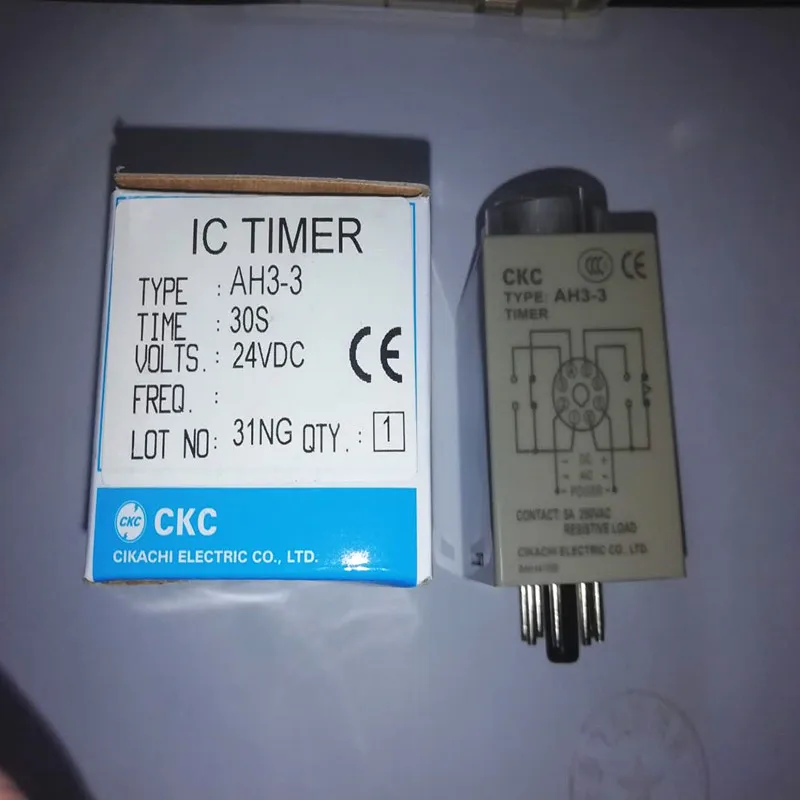 IC TIMER
TYPE : AH3-3
TIME : 30S
VOLTS. : 24VDC
FREQ. :
LOT NO: 31NG QTY. : 1
CE
CKC CKC
CIKACHI ELECTRIC CO., LTD.
CKC CCC CE
TYPE: AH3-3
TIMER
− DC +
~ AC ~
POWER
CONTACT: 5A 250VAC
RESISTIVE LOAD
CIKACHI ELECTRIC CO., LTD.